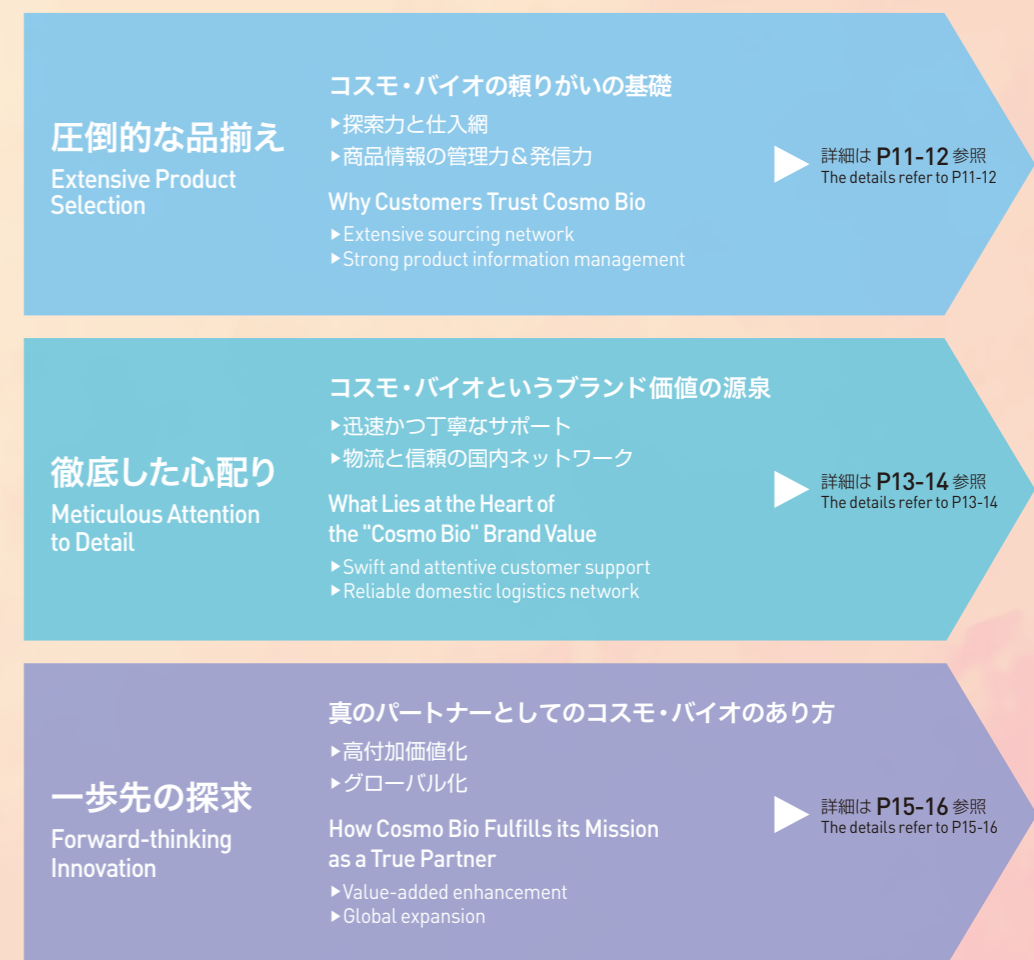 圧倒的な品揃え
Extensive Product
Selection
コスモ・バイオの頼りがいの基礎
▶探索力と仕入網
▶商品情報の管理力＆発信力
Why Customers Trust Cosmo Bio
▶Extensive sourcing network
▶Strong product information management
詳細は P11-12 参照
The details refer to P11-12
徹底した心配り
Meticulous Attention
to Detail
コスモ・バイオというブランド価値の源泉
▶迅速かつ丁寧なサポート
▶物流と信頼の国内ネットワーク
What Lies at the Heart of
the "Cosmo Bio" Brand Value
▶Swift and attentive customer support
▶Reliable domestic logistics network
詳細は P13-14 参照
The details refer to P13-14
一歩先の探求
Forward-thinking
Innovation
真のパートナーとしてのコスモ・バイオのあり方
▶高付加価値化
▶グローバル化
How Cosmo Bio Fulfills its Mission
as a True Partner
▶Value-added enhancement
▶Global expansion
詳細は P15-16 参照
The details refer to P15-16